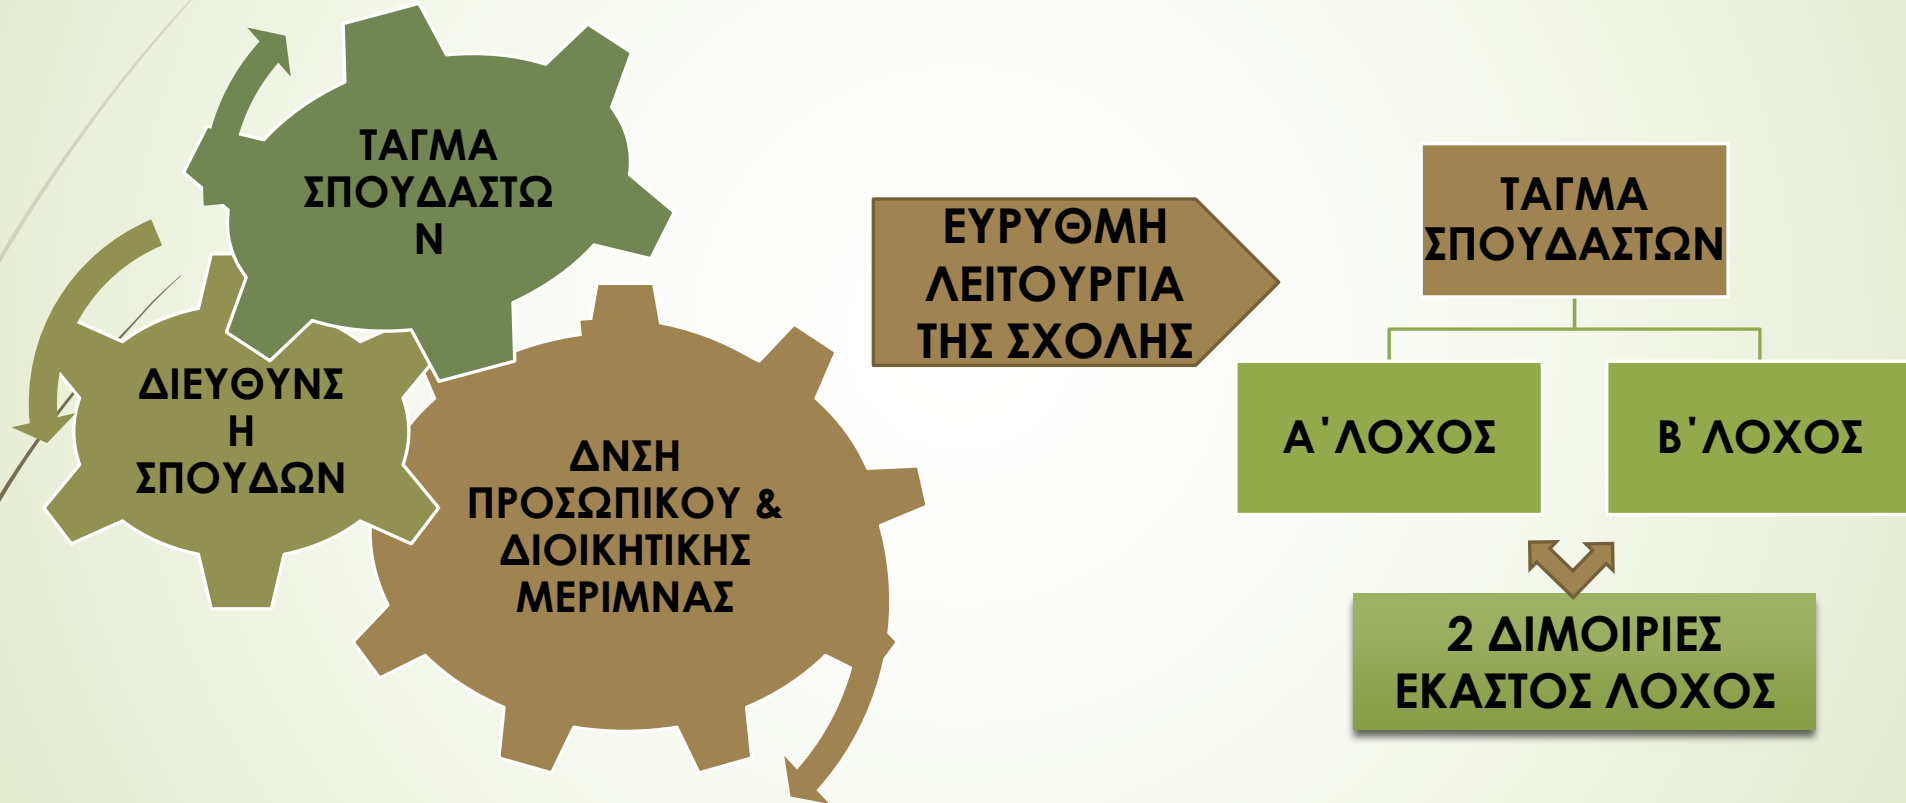 ΤΑΓΜΑ
ΣΠΟΥΔΑΣΤΩ
Ν
ΔΙΕΥΘΥΝΣ
Η
ΣΠΟΥΔΩΝ
ΔΝΣΗ
ΠΡΟΣΩΠΙΚΟΥ &
ΔΙΟΙΚΗΤΙΚΗΣ
ΜΕΡΙΜΝΑΣ
ΕΥΡΥΘΜΗ
ΛΕΙΤΟΥΡΓΙΑ
ΤΗΣ ΣΧΟΛΗΣ
ΤΑΓΜΑ
ΣΠΟΥΔΑΣΤΩΝ
Α΄ΛΟΧΟΣ
Β΄ΛΟΧΟΣ
2 ΔΙΜΟΙΡΙΕΣ
ΕΚΑΣΤΟΣ ΛΟΧΟΣ